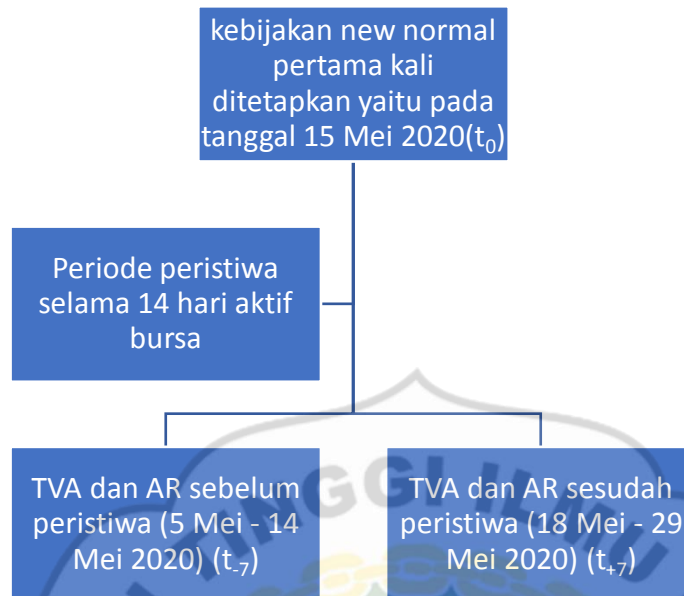 kebijakan new normal
pertama kali
ditetapkan yaitu pada
tanggal 15 Mei 2020(t₀)
Periode peristiwa
selama 14 hari aktif
bursa
TVA dan AR sebelum
peristiwa (5 Mei - 14
Mei 2020) (t₋₇)
TVA dan AR sesudah
peristiwa (18 Mei - 29
Mei 2020) (t₊₇)
TINGGI ILMU